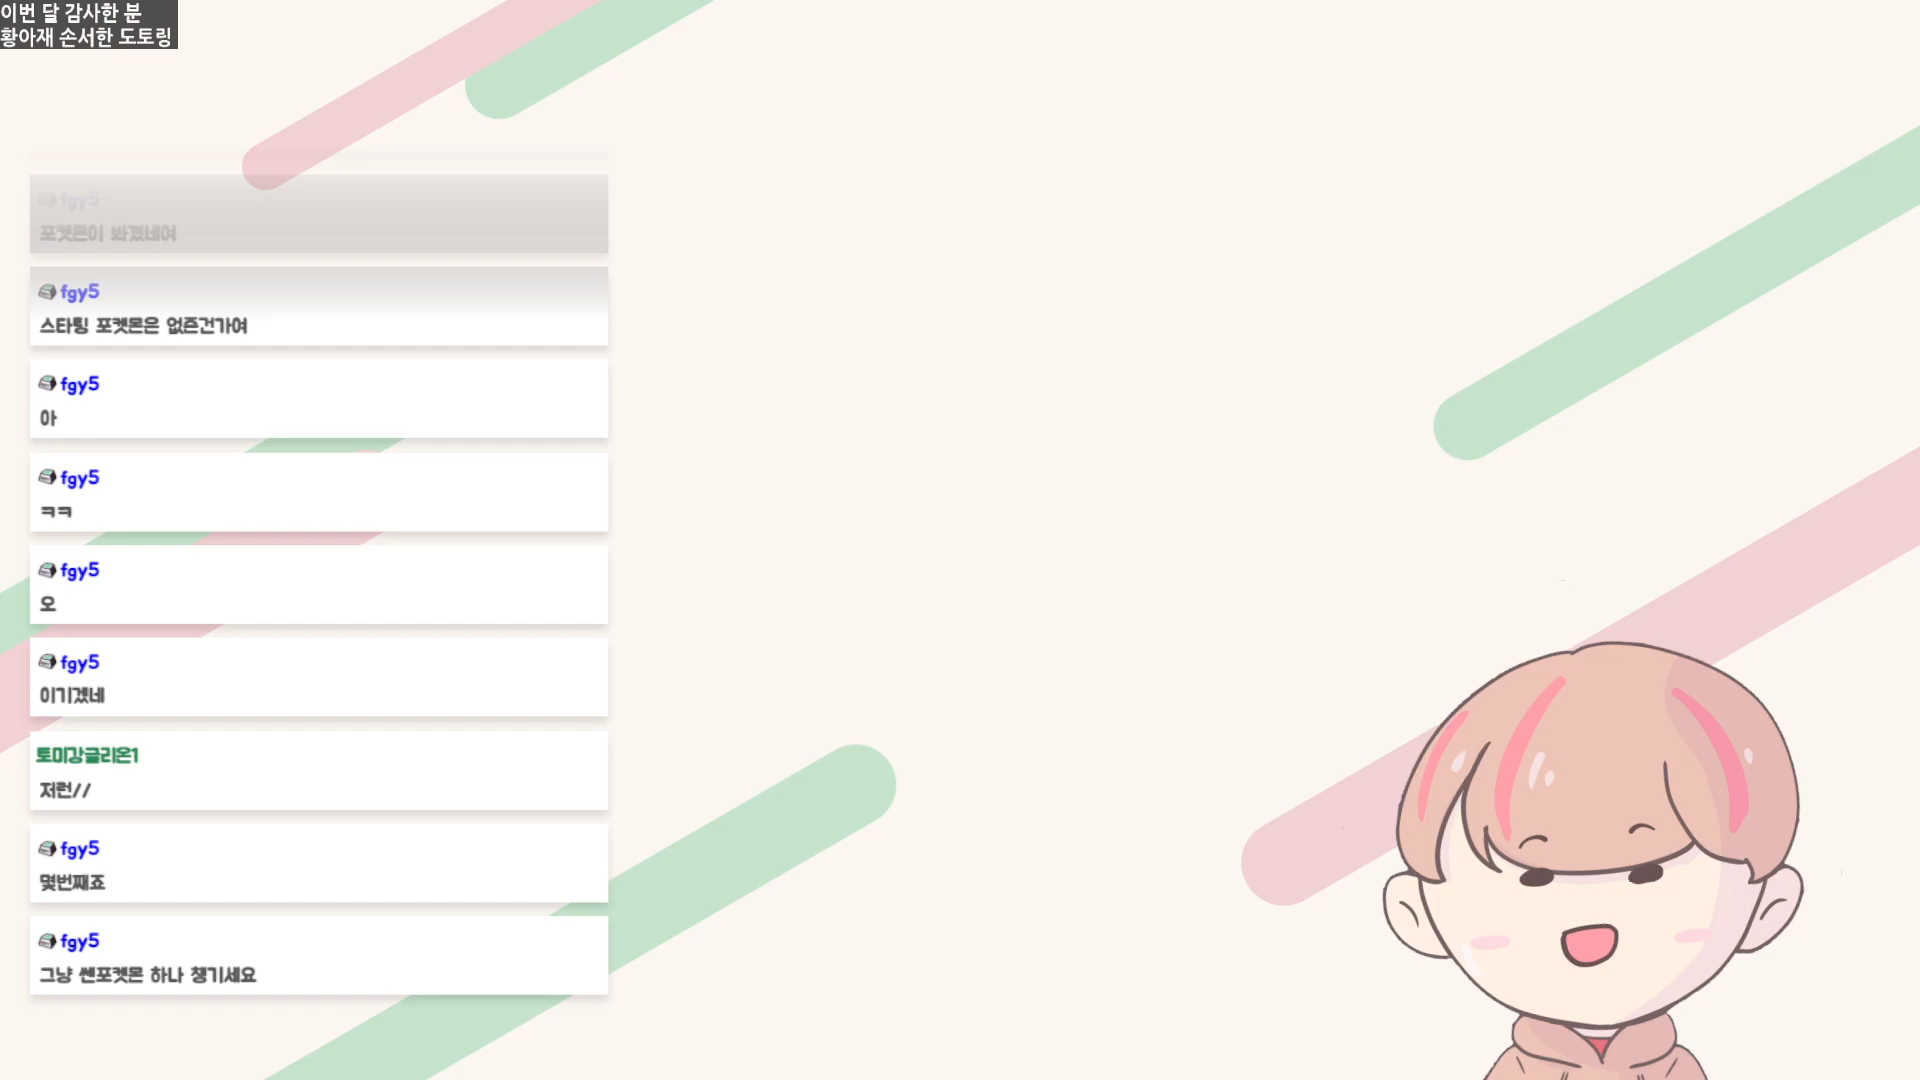 이번 달 감사한 분
황아재 손서한 도토링
fgy5
포켓몬이 봐꼈네여
fgy5
스타팅 포켓몬은 없즌건가여
fgy5
아
fgy5
ㅋㅋ
fgy5
오
fgy5
이기겠네
토미강글리온1
저런//
fgy5
몇번째죠
fgy5
그냥 쎈포켓몬 하나 챙기세요